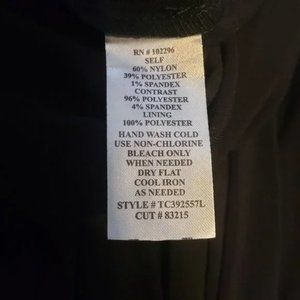 RN # 102296
SELF
60% NYLON
39% POLYESTER
1% SPANDEX
CONTRAST
96% POLYESTER
4% SPANDEX
LINING
100% POLYESTER
HAND WASH COLD
USE NON-CHLORINE
BLEACH ONLY
WHEN NEEDED
DRY FLAT
COOL IRON
AS NEEDED
STYLE # TC392557L
CUT # 83215